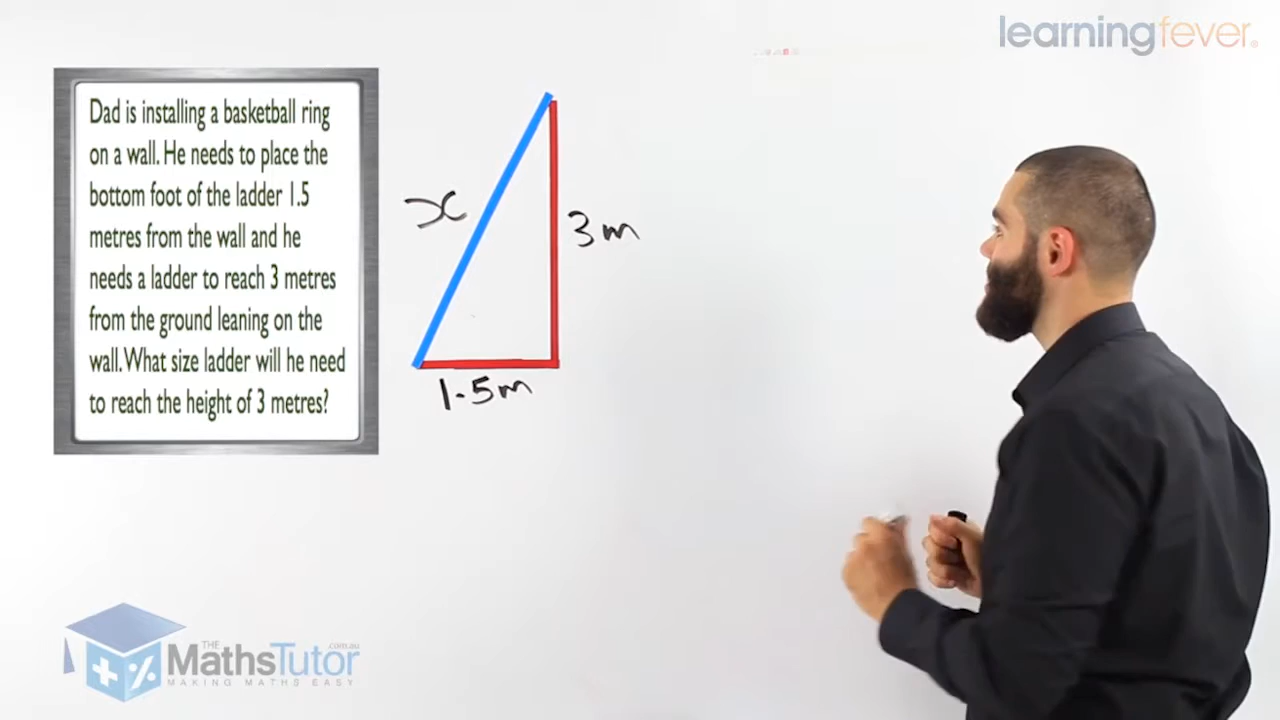 learningfever.
Dad is installing a basketball ring
on a wall. He needs to place the
bottom foot of the ladder 1.5
metres from the wall and he
needs a ladder to reach 3 metres
from the ground leaning on the
wall. What size ladder will he need
to reach the height of 3 metres?
x
3m
1.5m
THE
MathsTutor
.com.au
MAKING MATHS EASY